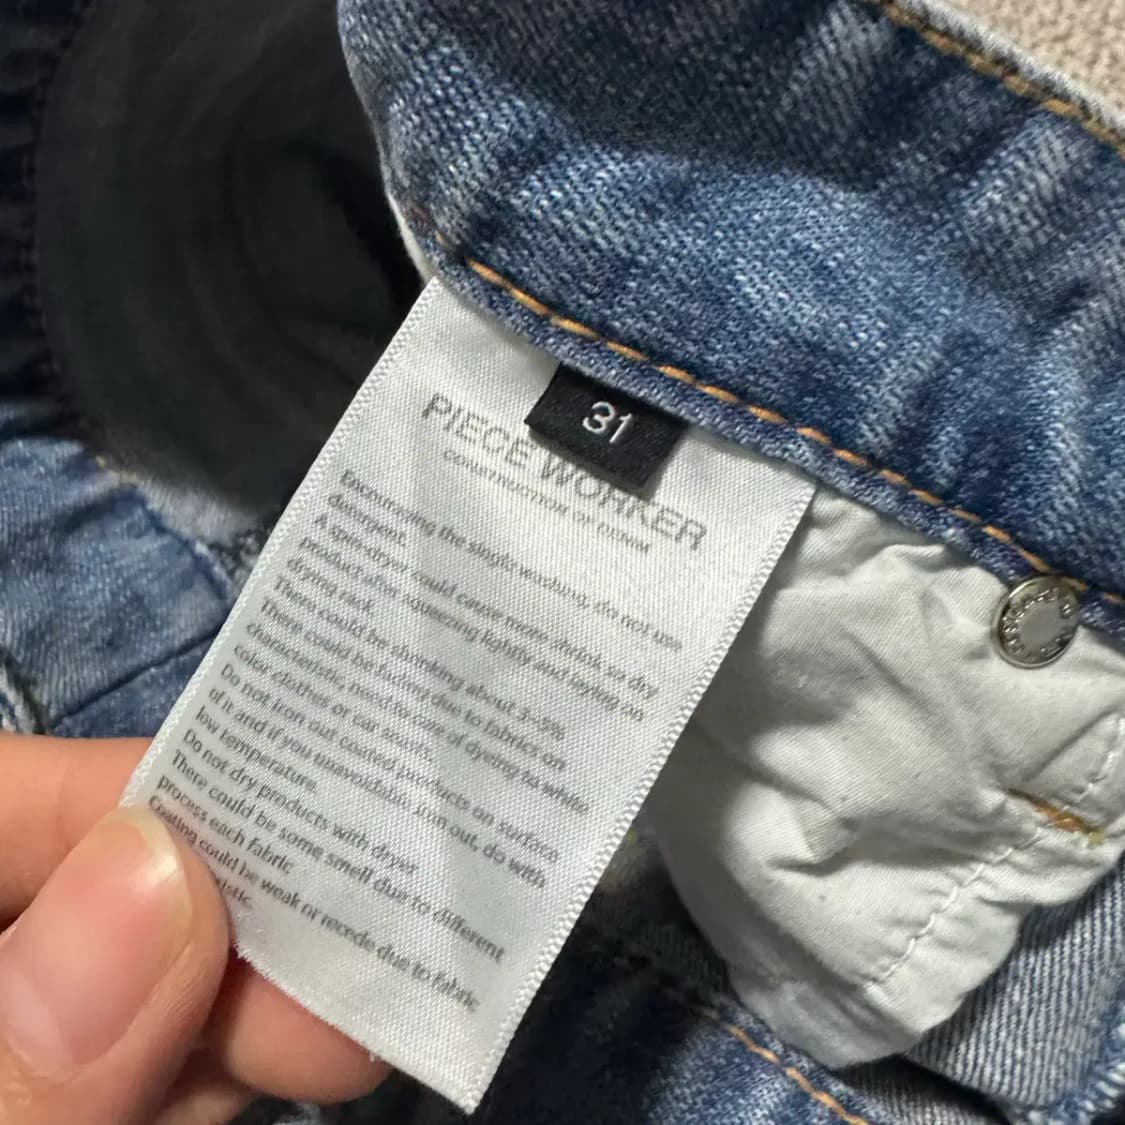 31
PIECE WORKER
CONSTRUCTION OF DENIM
Encouraging the single washing, do not use
detergent.
A speedryer could cause more shrink so dry
product after squeezing lightly and laying on
drying rack.
There could be shrinking about 3~5%
There could be fading due to fabrics on
characteristic, need to care of dyeing to white
color clothes or car seats.
Do not iron out coated products on surface
of it and if you unavoidable iron out, do with
low temperature.
Do not dry products with dryer
There could be some smell due to different
process each fabric
Coating could be weak or recede due to fabric